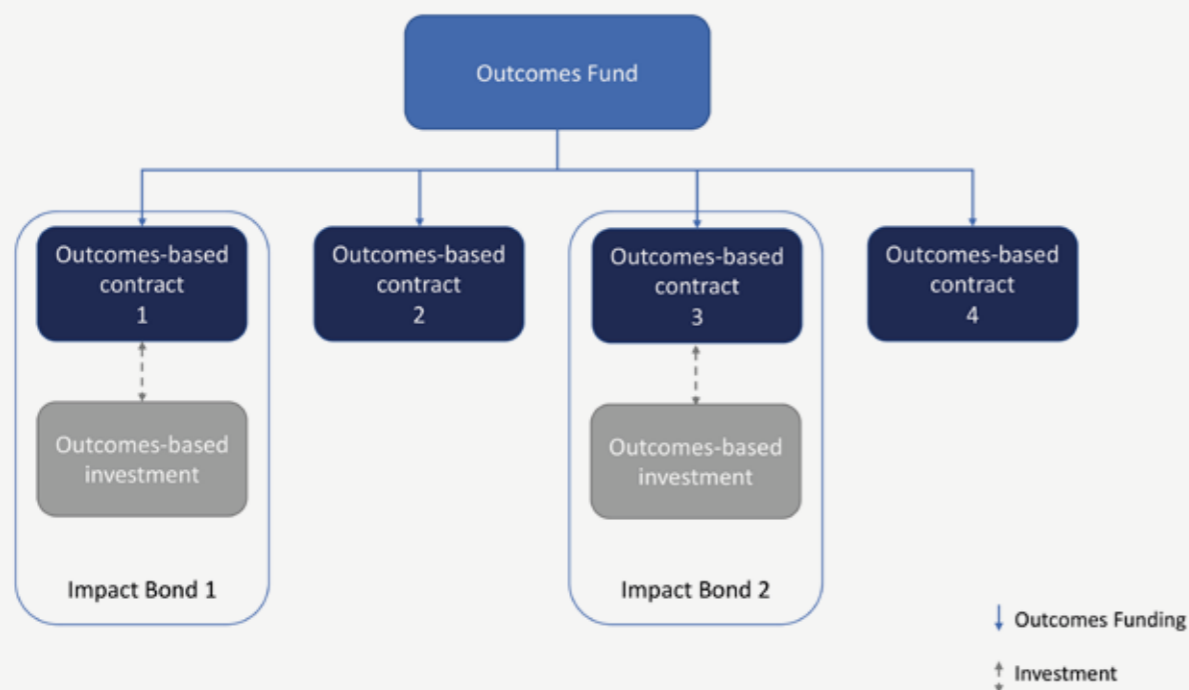 Outcomes Fund
Outcomes-based
contract
1
Outcomes-based
contract
2
Outcomes-based
contract
3
Outcomes-based
contract
4
Outcomes-based
investment
Outcomes-based
investment
Impact Bond 1
Impact Bond 2
Outcomes Funding
Investment